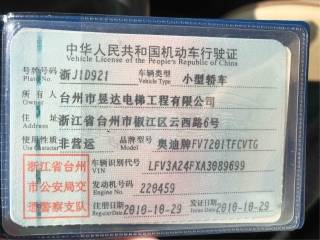 中华人民共和国机动车行驶证
Vehicle License of the People's Republic of China
号牌号码 浙J1D921 车辆类型 小型轿车
Plate No. Vehicle Type
所有人 台州市昱达电梯工程有限公司
Owner
住址 浙江省台州市椒江区云西路6号
Address
使用性质 非营运 品牌型号 奥迪牌FV7201TFCVTG
Use Character Model
浙江省台
州市公安局交
通警察支队
车辆识别代号 LFV3A24FXA3089699
VIN
发动机号码 220459
Engine No.
注册日期 2010-10-29 发证日期 2010-10-29
Register Date Issue Date